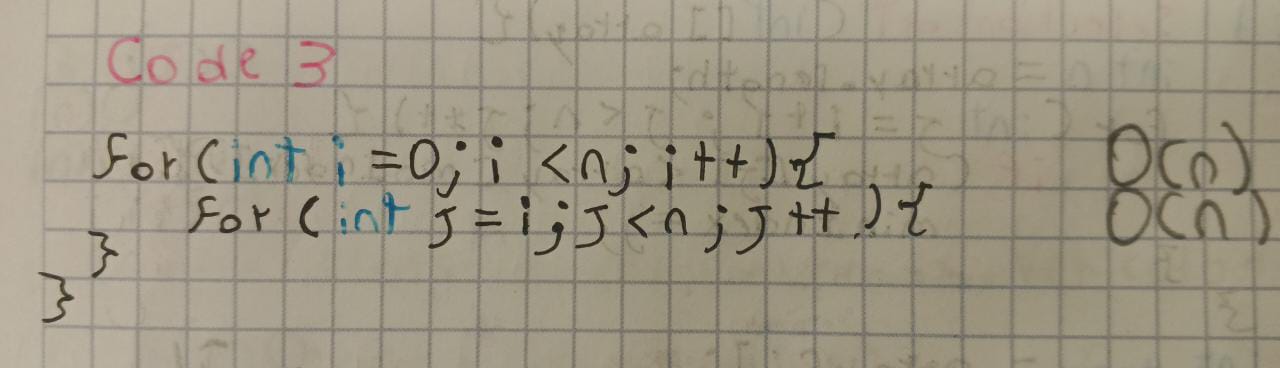 Code 3
for (int i = 0; i < n; i++) { O(n)
for (int j = i; j < n; j++) { O(n)
}
}